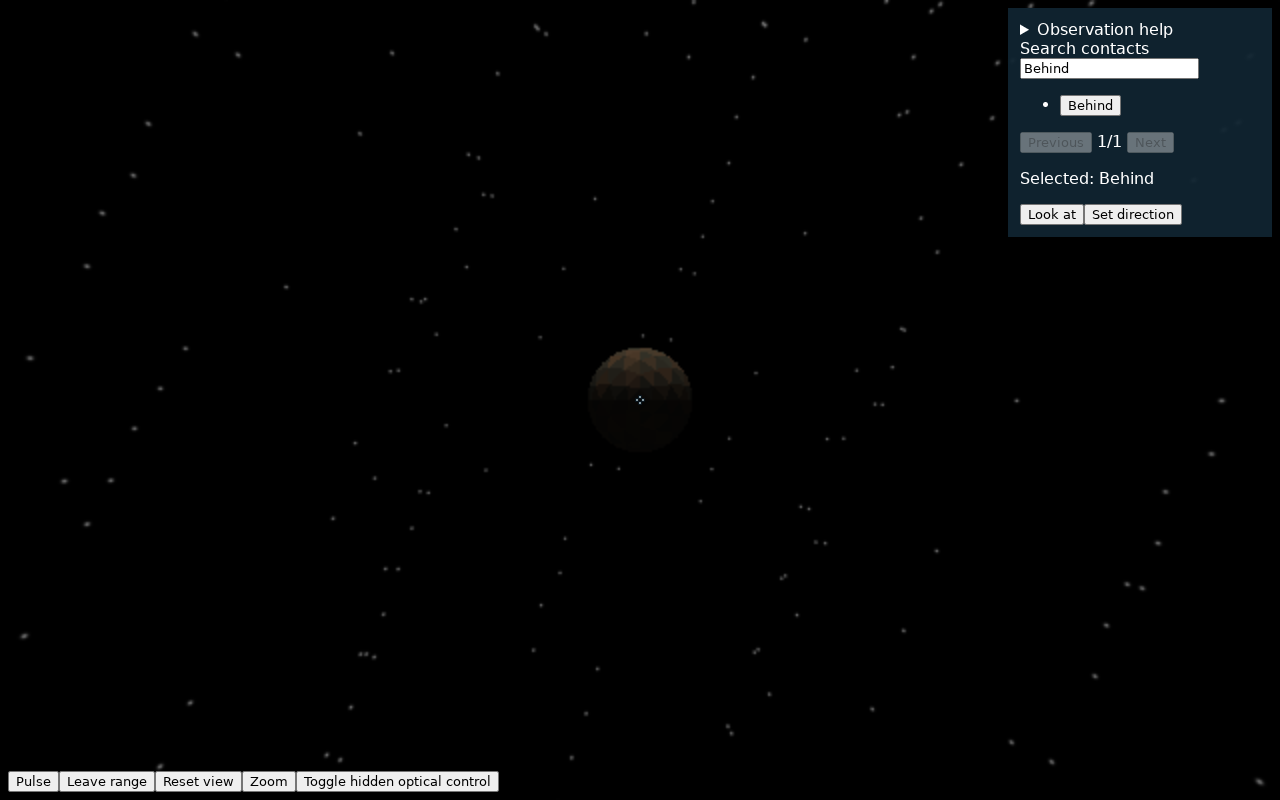 ▶ Observation help
Search contacts
Behind
• Behind
Previous 1/1 Next
Selected: Behind
Look at Set direction
Pulse Leave range Reset view Zoom Toggle hidden optical control